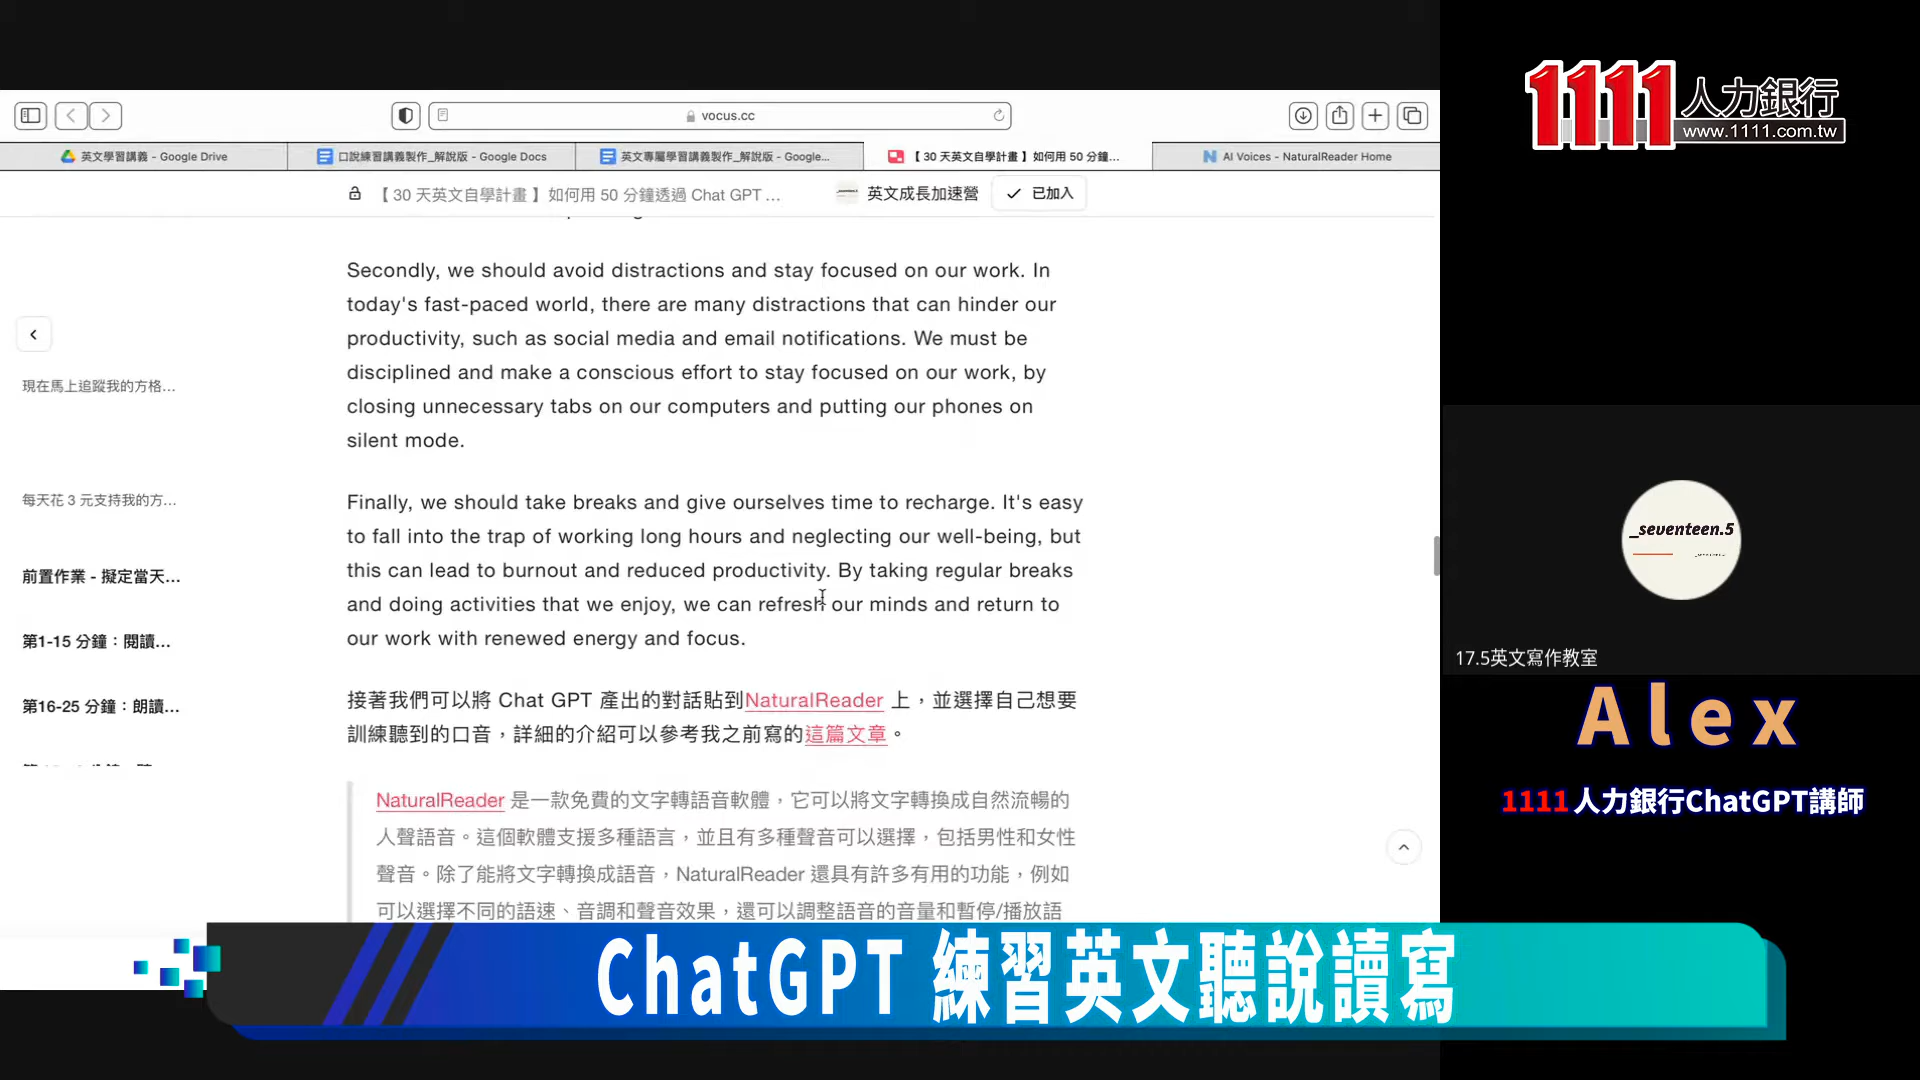 vocus.cc
英文學習講義 - Google Drive
口說練習講義製作_解說版 - Google Docs
英文專屬學習講義製作_解說版 - Google...
【 30 天英文自學計畫 】如何用 50 分鐘...
AI Voices - NaturalReader Home
【 30 天英文自學計畫 】如何用 50 分鐘透過 Chat GPT ...
英文成長加速營
已加入
Secondly, we should avoid distractions and stay focused on our work. In
today's fast-paced world, there are many distractions that can hinder our
productivity, such as social media and email notifications. We must be
disciplined and make a conscious effort to stay focused on our work, by
closing unnecessary tabs on our computers and putting our phones on
silent mode.
Finally, we should take breaks and give ourselves time to recharge. It's easy
to fall into the trap of working long hours and neglecting our well-being, but
this can lead to burnout and reduced productivity. By taking regular breaks
and doing activities that we enjoy, we can refresh our minds and return to
our work with renewed energy and focus.
接著我們可以將 Chat GPT 產出的對話貼到NaturalReader 上，並選擇自己想要
訓練聽到的口音，詳細的介紹可以參考我之前寫的這篇文章。
NaturalReader 是一款免費的文字轉語音軟體，它可以將文字轉換成自然流暢的
人聲語音。這個軟體支援多種語言，並且有多種聲音可以選擇，包括男性和女性
聲音。除了能將文字轉換成語音，NaturalReader 還具有許多有用的功能，例如
可以選擇不同的語速、音調和聲音效果，還可以調整語音的音量和暫停/播放語
現在馬上追蹤我的方格...
每天花 3 元支持我的方...
前置作業 - 擬定當天...
第1-15 分鐘：閱讀...
第16-25 分鐘：朗讀...
1111人力銀行
www.1111.com.tw
_seventeen.5
17.5英文寫作教室
Alex
1111人力銀行ChatGPT講師
ChatGPT 練習英文聽說讀寫